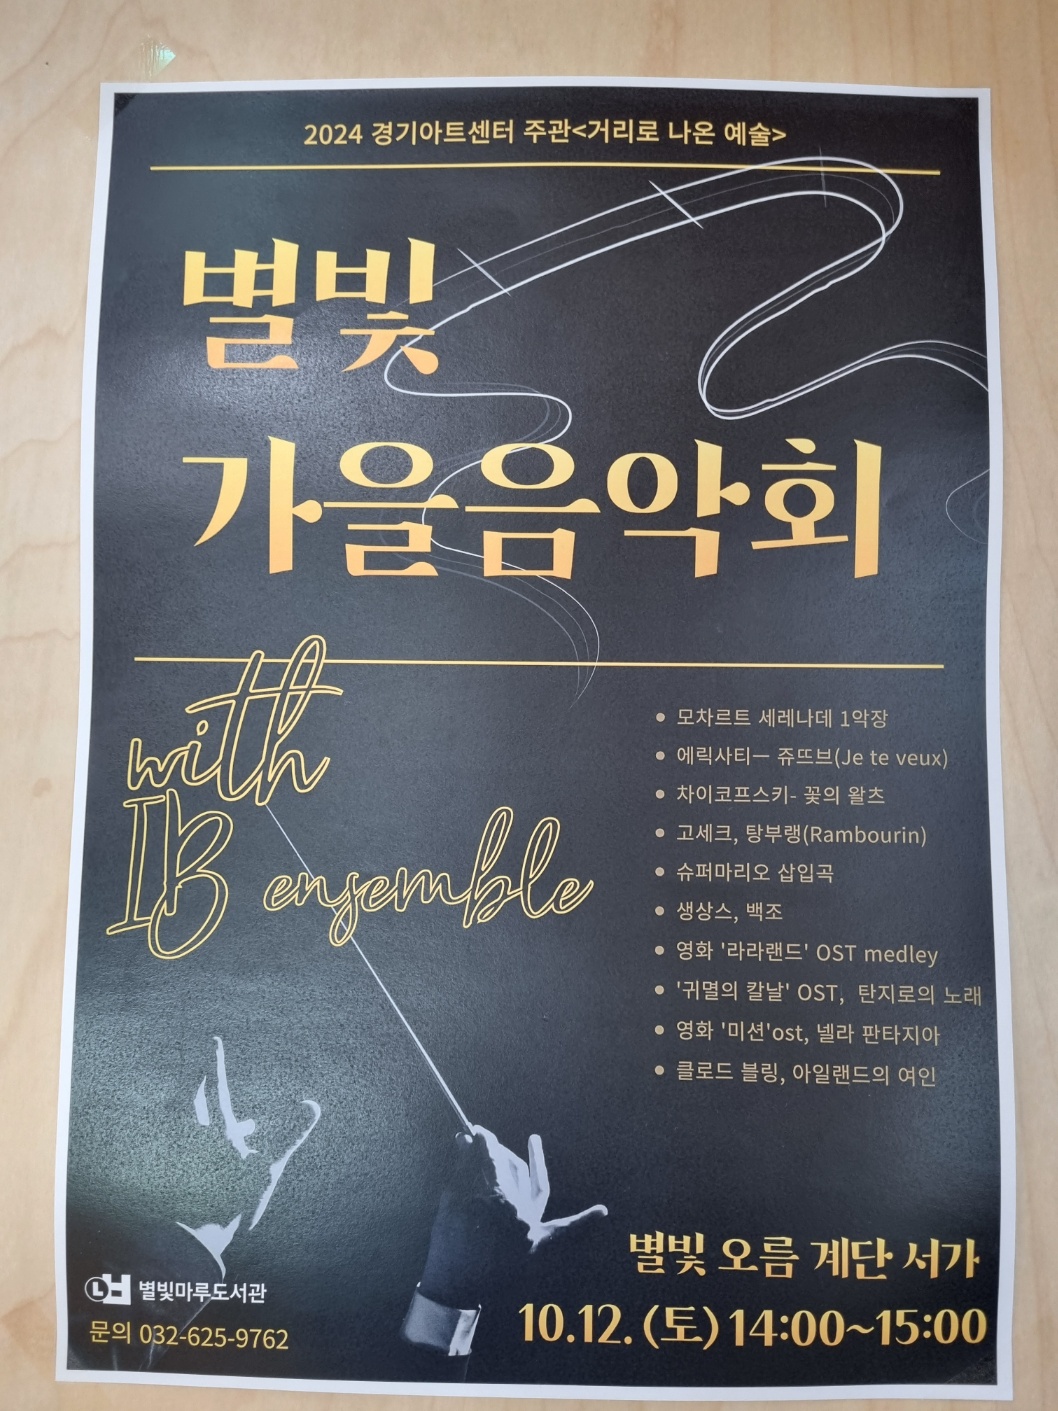 2024 경기아트센터 주관<거리로 나온 예술>
별빛
가을음악회
with
IB ensemble
모차르트 세레나데 1악장
에릭사티ㅡ 쥬뜨브(Je te veux)
차이코프스키- 꽃의 왈츠
고세크, 탕부랭(Rambourin)
슈퍼마리오 삽입곡
생상스, 백조
영화 '라라랜드' OST medley
'귀멸의 칼날' OST, 탄지로의 노래
영화 '미션'ost, 넬라 판타지아
클로드 볼링, 아일랜드의 여인
별빛 오름 계단 서가
10.12. (토) 14:00~15:00
별빛마루도서관
문의 032-625-9762